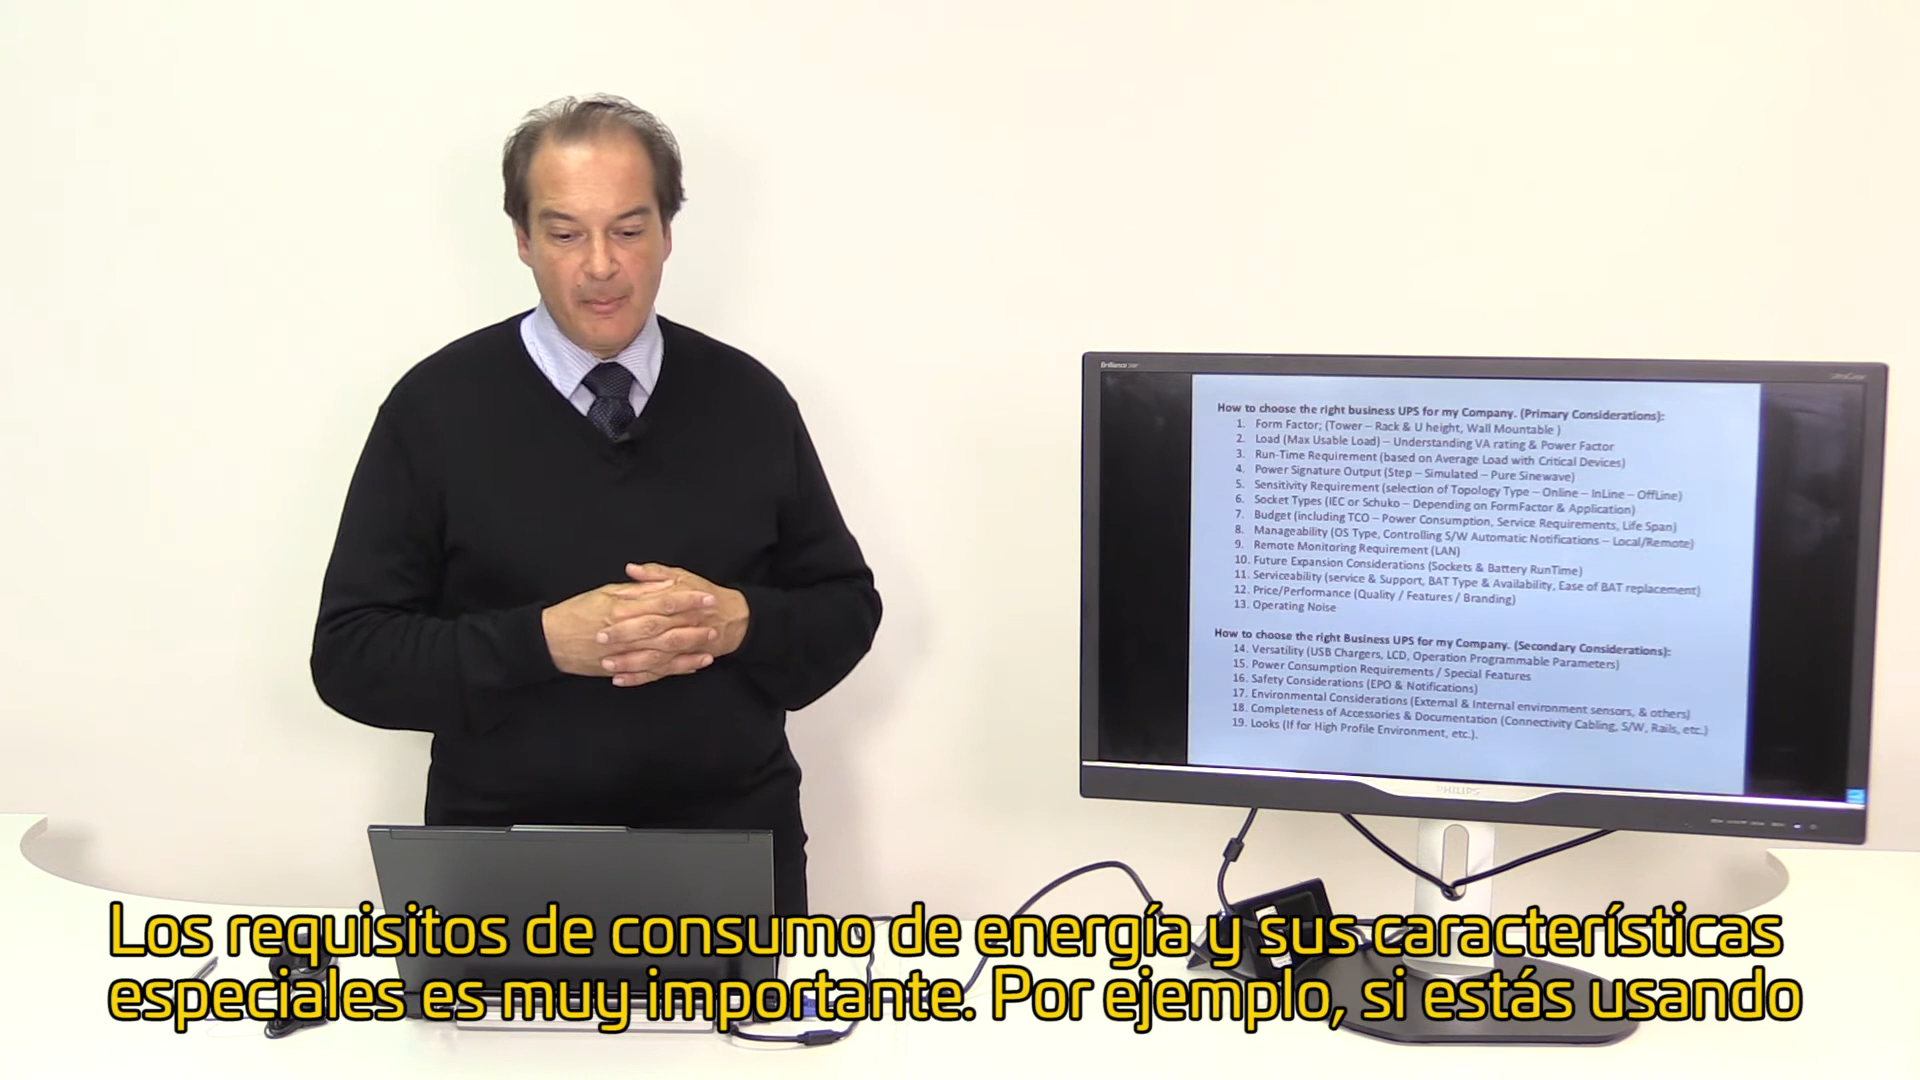 Brilliance
How to choose the right business UPS for my Company. (Primary Considerations):
1. Form Factor; (Tower – Rack & U height, Wall Mountable )
2. Load (Max Usable Load) – Understanding VA rating & Power Factor
3. Run-Time Requirement (based on Average Load with Critical Devices)
4. Power Signature Output (Step – Simulated – Pure Sinewave)
5. Sensitivity Requirement (selection of Topology Type – Online – InLine – OffLine)
6. Socket Types (IEC or Schuko – Depending on FormFactor & Application)
7. Budget (including TCO – Power Consumption, Service Requirements, Life Span)
8. Manageability (OS Type, Controlling S/W Automatic Notifications – Local/Remote)
9. Remote Monitoring Requirement (LAN)
10. Future Expansion Considerations (Sockets & Battery RunTime)
11. Serviceability (service & Support, BAT Type & Availability, Ease of BAT replacement)
12. Price/Performance (Quality / Features / Branding)
13. Operating Noise
How to choose the right Business UPS for my Company. (Secondary Considerations):
14. Versatility (USB Chargers, LCD, Operation Programmable Parameters)
15. Power Consumption Requirements / Special Features
16. Safety Considerations (EPO & Notifications)
17. Environmental Considerations (External & Internal environment sensors, & others)
18. Completeness of Accessories & Documentation (Connectivity Cabling, S/W, Rails, etc.)
19. Looks (If for High Profile Environment, etc.).
PHILIPS
Los requisitos de consumo de energía y sus características
especiales es muy importante. Por ejemplo, si estás usando